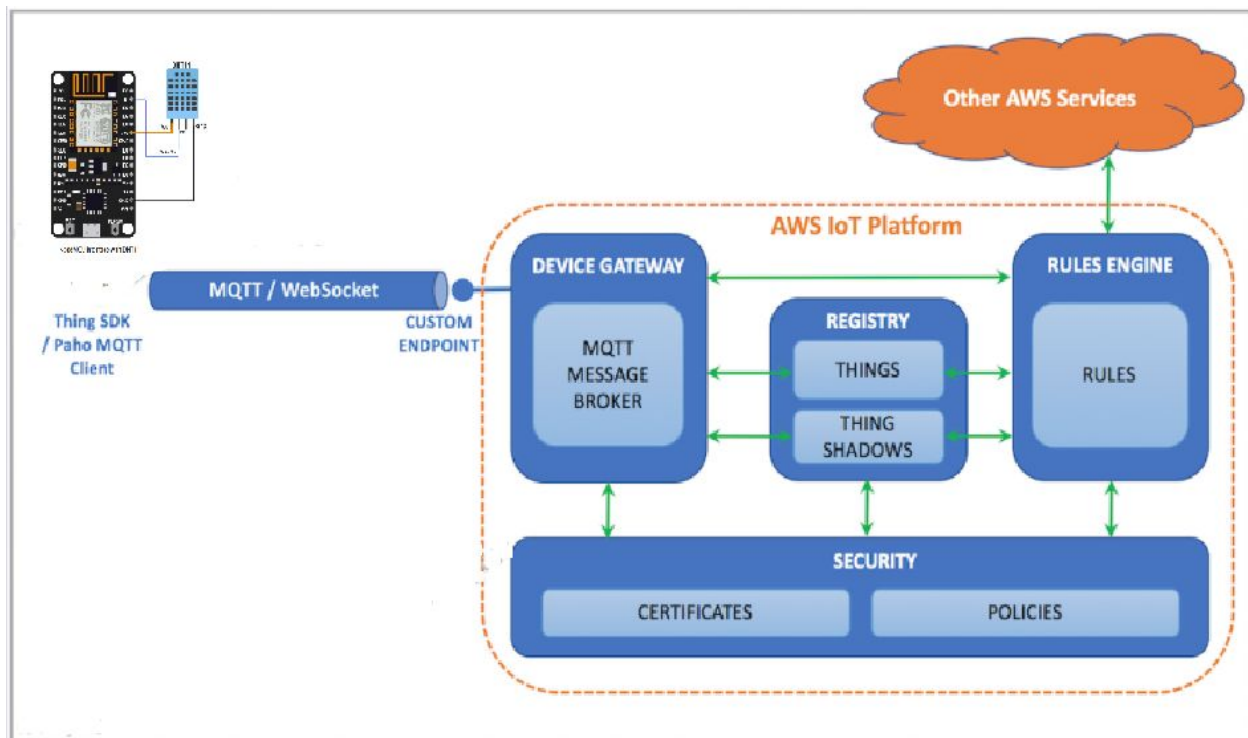 Other AWS Services
AWS IoT Platform
DEVICE GATEWAY
RULES ENGINE
MQTT / WebSocket
REGISTRY
Thing SDK
/ Paho MQTT
Client
CUSTOM
ENDPOINT
MQTT
MESSAGE
BROKER
THINGS
RULES
THING
SHADOWS
SECURITY
CERTIFICATES
POLICIES